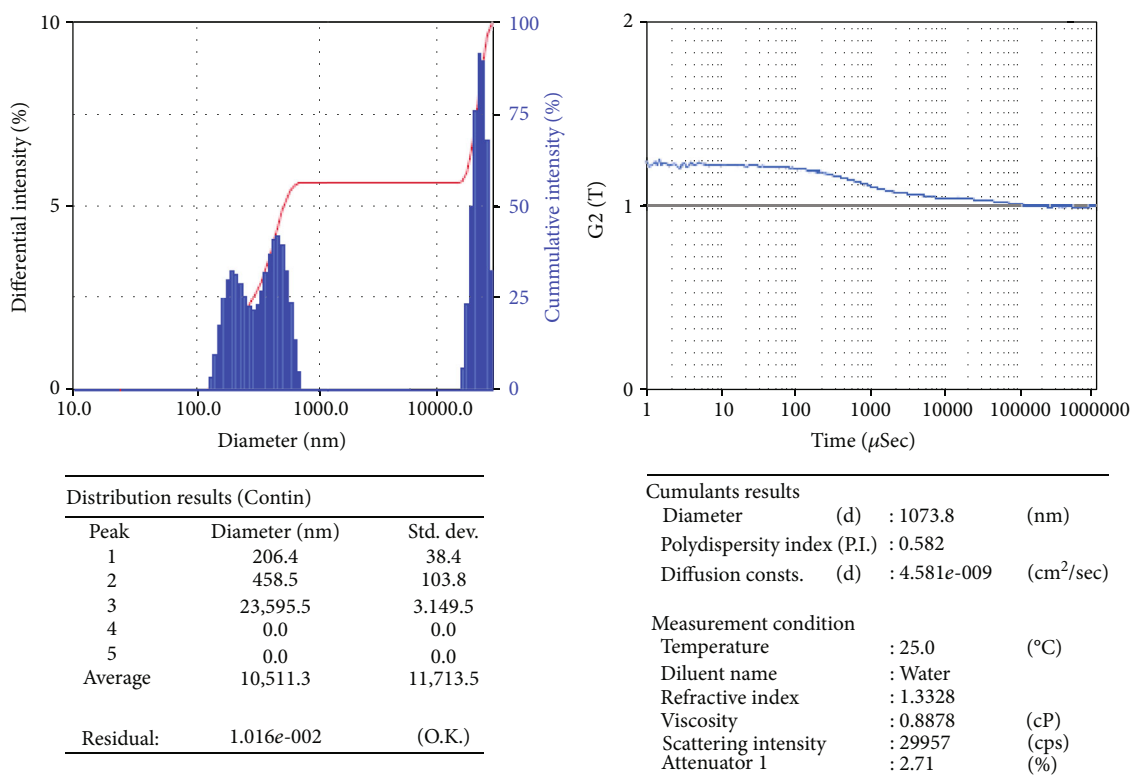 10
5
0
Differential intensity (%)
100
75
50
25
0
Cummulative intensity (%)
10.0 100.0 1000.0 10000.0
Diameter (nm)
2
1
0
G2 (T)
1 10 100 1000 10000 100000 1000000
Time (μSec)
Distribution results (Contin)
Peak Diameter (nm) Std. dev.
1 206.4 38.4
2 458.5 103.8
3 23,595.5 3.149.5
4 0.0 0.0
5 0.0 0.0
Average 10,511.3 11,713.5
Residual: 1.016e-002 (O.K.)
Cumulants results
Diameter (d) : 1073.8 (nm)
Polydispersity index (P.I.) : 0.582
Diffusion consts. (d) : 4.581e-009 (cm²/sec)
Measurement condition
Temperature : 25.0 (°C)
Diluent name : Water
Refractive index : 1.3328
Viscosity : 0.8878 (cP)
Scattering intensity : 29957 (cps)
Attenuator 1 : 2.71 (%)